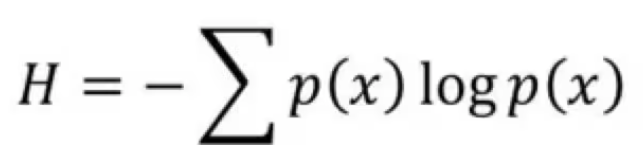 H = − ∑ p(x) log p(x)